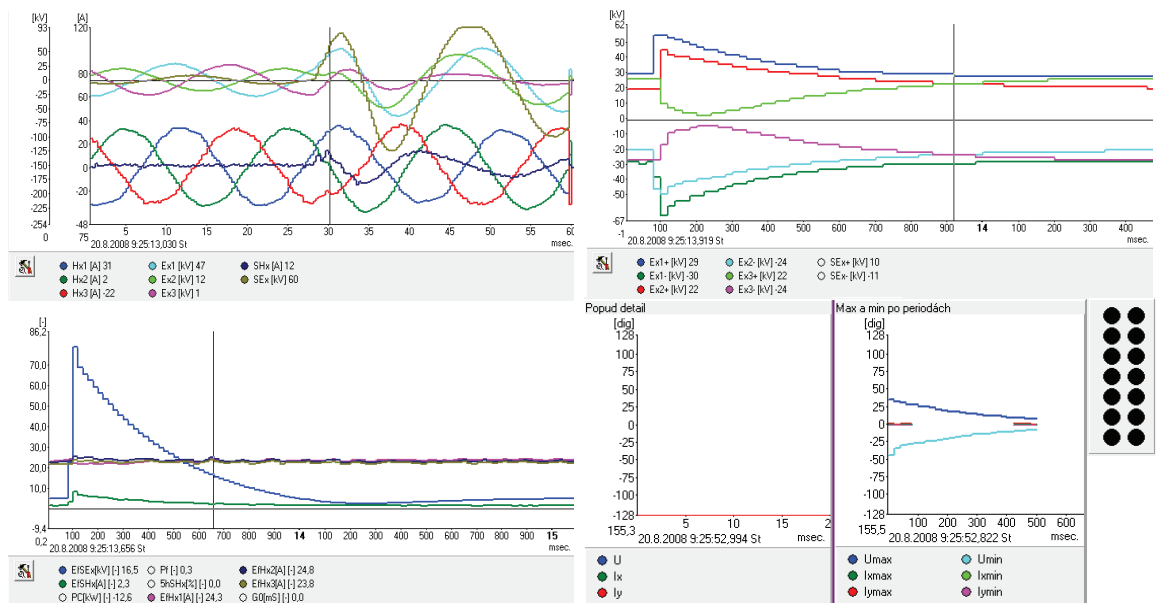 [kV] [A]
93 50 25 0 -25 -50 -75 -100 -125 -150 -175 -200 -225 -254 0
80 60 40 20 0 -20 -48 75
5 10 15 20 25 30 35 40 45 50 55 60
20.8.2008 9:25:13,030 St msec.
Hx1 [A] 31 Ex1 [kV] 47 SHx [A] 12
Hx2 [A] 2 Ex2 [kV] 12 SEx [kV] 60
Hx3 [A] -22 Ex3 [kV] 1
[kV]
62 50 40 30 20 10 -10 -20 -30 -40 -50 -67 -1
100 200 300 400 500 600 700 800 900 14 100 200 300 400
20.8.2008 9:25:13,919 St msec.
Ex1+ [kV] 29 Ex2- [kV] -24 SEx+ [kV] 10
Ex1- [kV] -30 Ex3+ [kV] 22 SEx- [kV] -11
Ex2+ [kV] 22 Ex3- [kV] -24
[-]
86,2 70,0 60,0 50,0 40,0 30,0 20,0 10,0 -9,4 0,2
100 200 300 400 500 600 700 800 900 14 100 200 300 400 500 600 700 800 900 15
20.8.2008 9:25:13,656 St msec.
EfSEx[kV] [-] 16,5 Pf [-] 0,3 EfHx2[A] [-] 24,8
EfSHx[A] [-] 2,3 5hSHx[%] [-] 0,0 EfHx3[A] [-] 23,8
PC[kW] [-] -12,6 EfHx1[A] [-] 24,3 G0[mS] [-] 0,0
Popud detail
[dig]
128 100 75 50 25 0 -25 -50 -75 -100 -128 155,3
5 10 15 2
20.8.2008 9:25:52,994 St
U
Ix
Iy
Max a min po periodách
[dig]
128 100 75 50 25 0 -25 -50 -75 -100 -128 155,5
100 200 300 400 500 600
20.8.2008 9:25:52,822 St msec.
Umax Umin
Ixmax Ixmin
Iymax Iymin